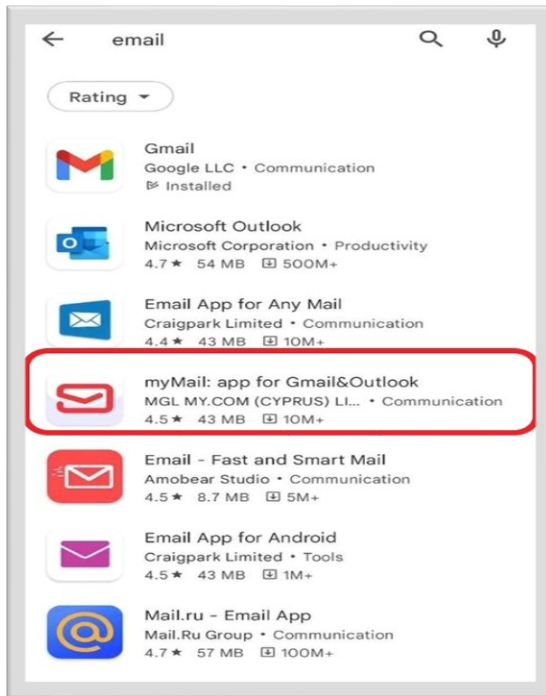 email
Rating
Gmail
Google LLC • Communication
Installed
Microsoft Outlook
Microsoft Corporation • Productivity
4.7★ 54 MB 500M+
Email App for Any Mail
Craigpark Limited • Communication
4.4★ 43 MB 10M+
myMail: app for Gmail&Outlook
MGL MY.COM (CYPRUS) LI... • Communication
4.5★ 43 MB 10M+
Email - Fast and Smart Mail
Amobear Studio • Communication
4.5★ 8.7 MB 5M+
Email App for Android
Craigpark Limited • Tools
4.5★ 43 MB 1M+
Mail.ru - Email App
Mail.Ru Group • Communication
4.7★ 57 MB 100M+